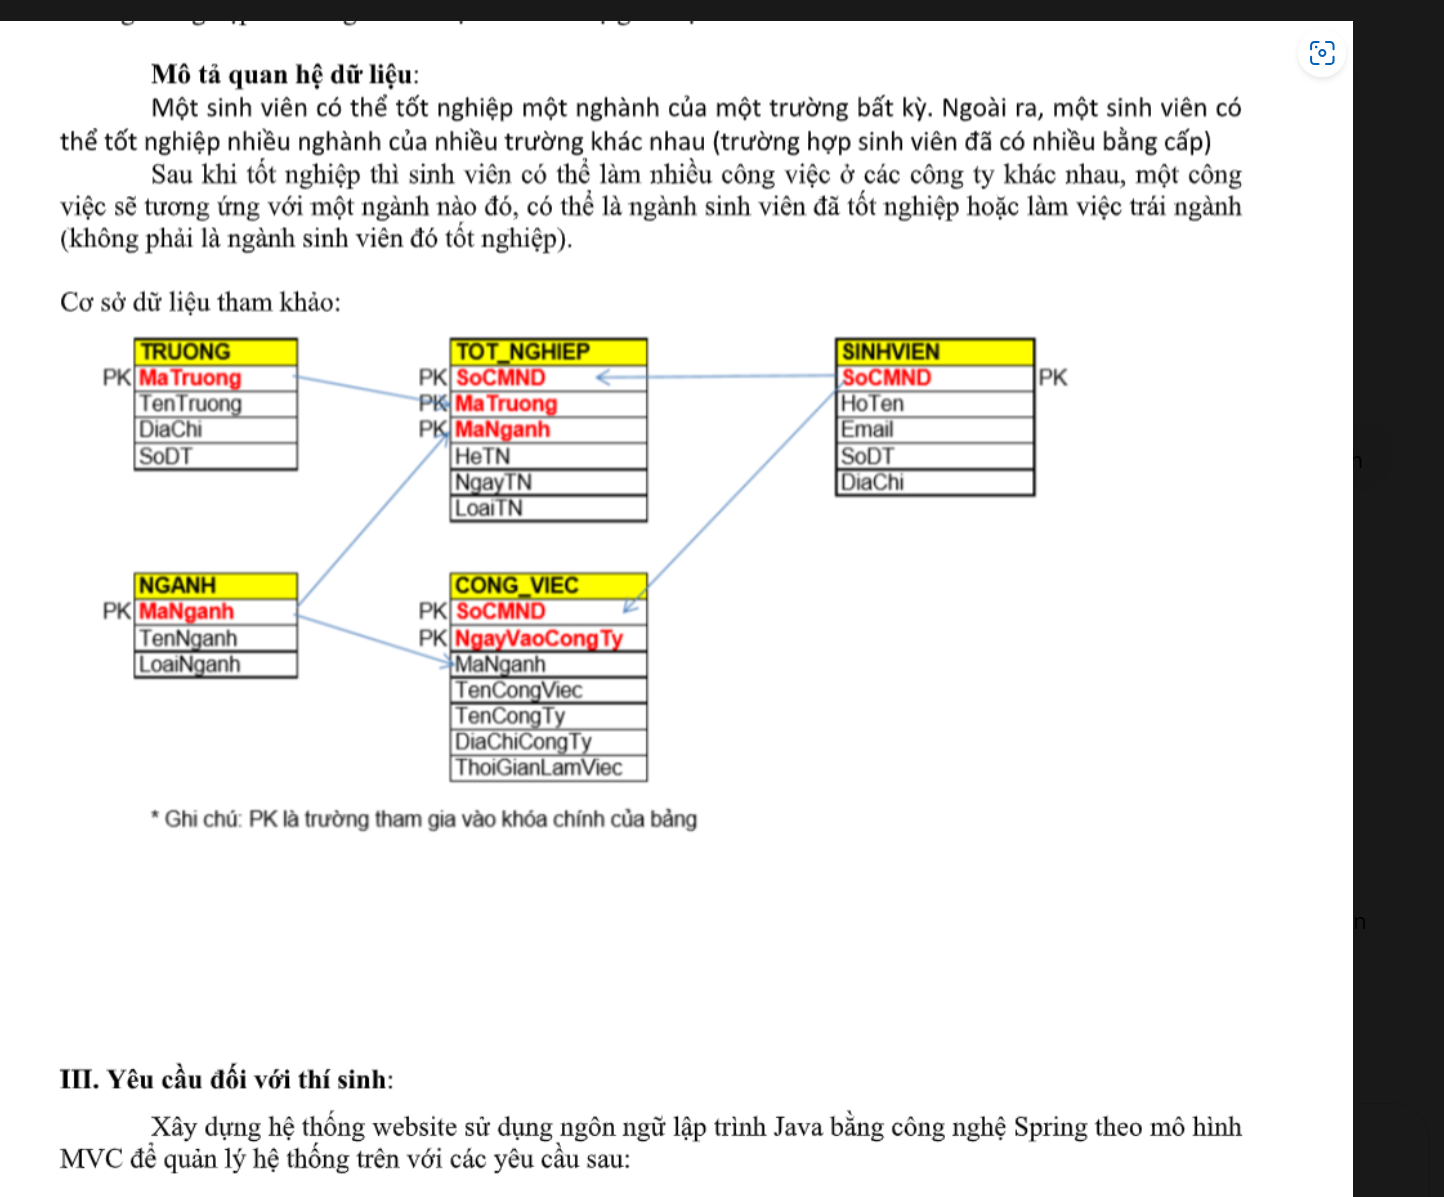 Mô tả quan hệ dữ liệu:
Một sinh viên có thể tốt nghiệp một nghành của một trường bất kỳ. Ngoài ra, một sinh viên có
thể tốt nghiệp nhiều nghành của nhiều trường khác nhau (trường hợp sinh viên đã có nhiều bằng cấp)
Sau khi tốt nghiệp thì sinh viên có thể làm nhiều công việc ở các công ty khác nhau, một công
việc sẽ tương ứng với một ngành nào đó, có thể là ngành sinh viên đã tốt nghiệp hoặc làm việc trái ngành
(không phải là ngành sinh viên đó tốt nghiệp).
Cơ sở dữ liệu tham khảo:
TRUONG
PK MaTruong
TenTruong
DiaChi
SoDT
TOT_NGHIEP
PK SoCMND
PK MaTruong
PK MaNganh
HeTN
NgayTN
LoaiTN
SINHVIEN
SoCMND PK
HoTen
Email
SoDT
DiaChi
NGANH
PK MaNganh
TenNganh
LoaiNganh
CONG_VIEC
PK SoCMND
PK NgayVaoCongTy
MaNganh
TenCongViec
TenCongTy
DiaChiCongTy
ThoiGianLamViec
* Ghi chú: PK là trường tham gia vào khóa chính của bảng
III. Yêu cầu đối với thí sinh:
Xây dựng hệ thống website sử dụng ngôn ngữ lập trình Java bằng công nghệ Spring theo mô hình
MVC để quản lý hệ thống trên với các yêu cầu sau: